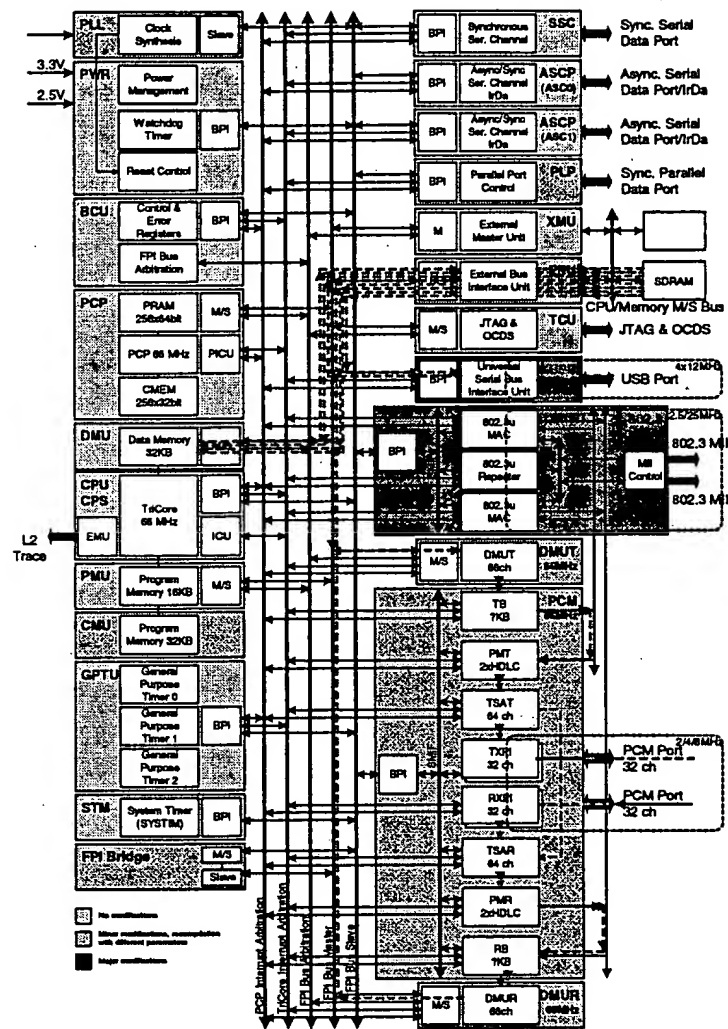 PLL
Clock
Synthesis
Slave
3.3V
2.5V
PWR
Power
Management
Watchdog
Timer
BPI
Reset Control
BCU
Control &
Error
Registers
BPI
FPI Bus
Arbitration
PCP
PRAM
256x64bit
M/S
PCP 66 MHz
PICU
CMEM
256x32bit
DMU
Data Memory
32KB
CPU
CPS
TriCore
66 MHz
BPI
ICU
EMU
L2
Trace
PMU
Program
Memory 16KB
M/S
CMU
Program
Memory 32KB
GPTU
General
Purpose
Timer 0
General
Purpose
Timer 1
BPI
General
Purpose
Timer 2
STM
System Timer
(SYSTIM)
BPI
FPI Bridge
M/S
Slave
No modifications
Minor modifications, recompilation
with different parameters
Major modifications
PCP Interrupt Arbitration
TriCore Interrupt Arbitration
FPI Bus Arbitration
FPI Bus Master
FPI Bus Slave
BPI
Synchronous
Ser. Channel
SSC
Sync. Serial
Data Port
BPI
Async/Sync
Ser. Channel
IrDa
ASCP
(ASC0)
Async. Serial
Data Port/IrDa
BPI
Async/Sync
Ser. Channel
IrDa
ASCP
(ASC1)
Async. Serial
Data Port/IrDa
BPI
Parallel Port
Control
PLP
Sync. Parallel
Data Port
M
External
Master Unit
XMU
External Bus
Interface Unit
SDRAM
CPU/Memory M/S Bus
M/S
JTAG &
OCDS
TCU
JTAG & OCDS
BPI
Universal
Serial Bus
Interface Unit
4x12MHz
USB Port
BPI
802.3u
MAC
802.3u
Repeater
802.3u
MAC
MII
Control
2.5/25MHz
802.3 MII
802.3 MII
M/S
DMUT
66ch
DMUT
BPI
TB
?KB
PCM
PMT
2xHDLC
TSAT
64 ch
TXPI
32 ch
2/4/8MHz
PCM Port
32 ch
RXPI
32 ch
PCM Port
32 ch
TSAR
64 ch
PMR
2xHDLC
RB
?KB
M/S
DMUR
66ch
DMUR